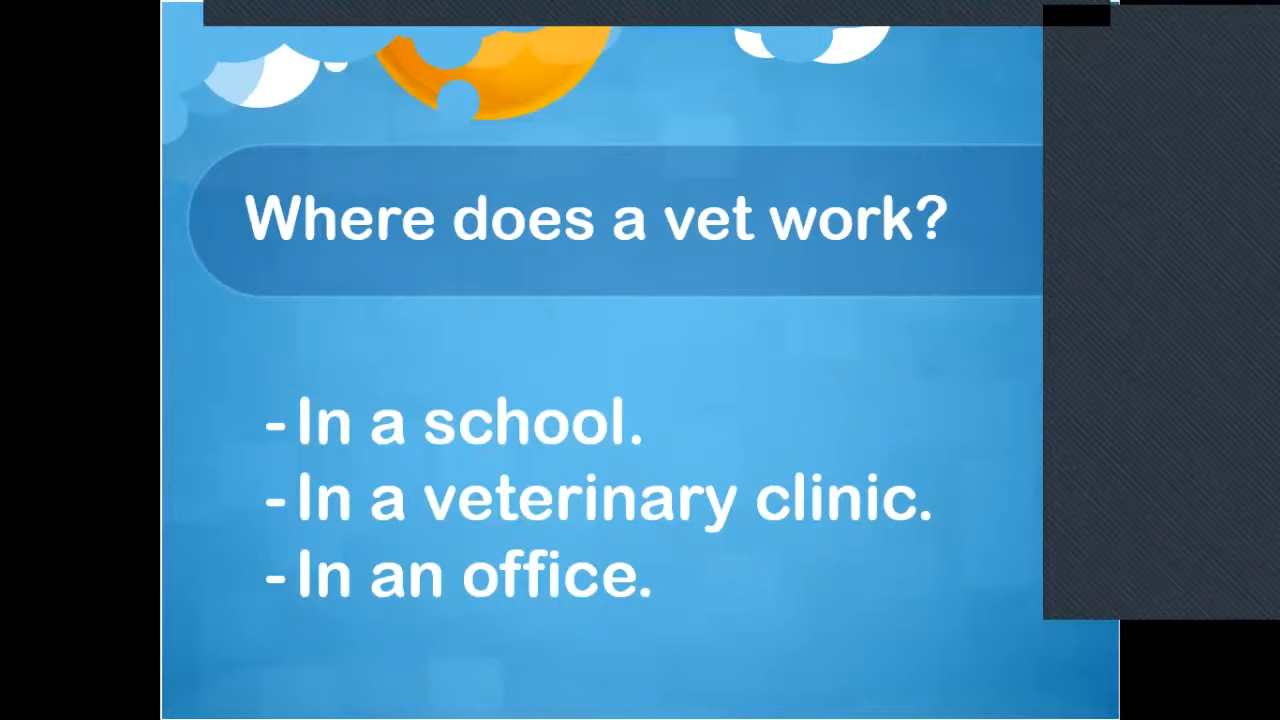 Where does a vet work?
- In a school.
- In a veterinary clinic.
- In an office.